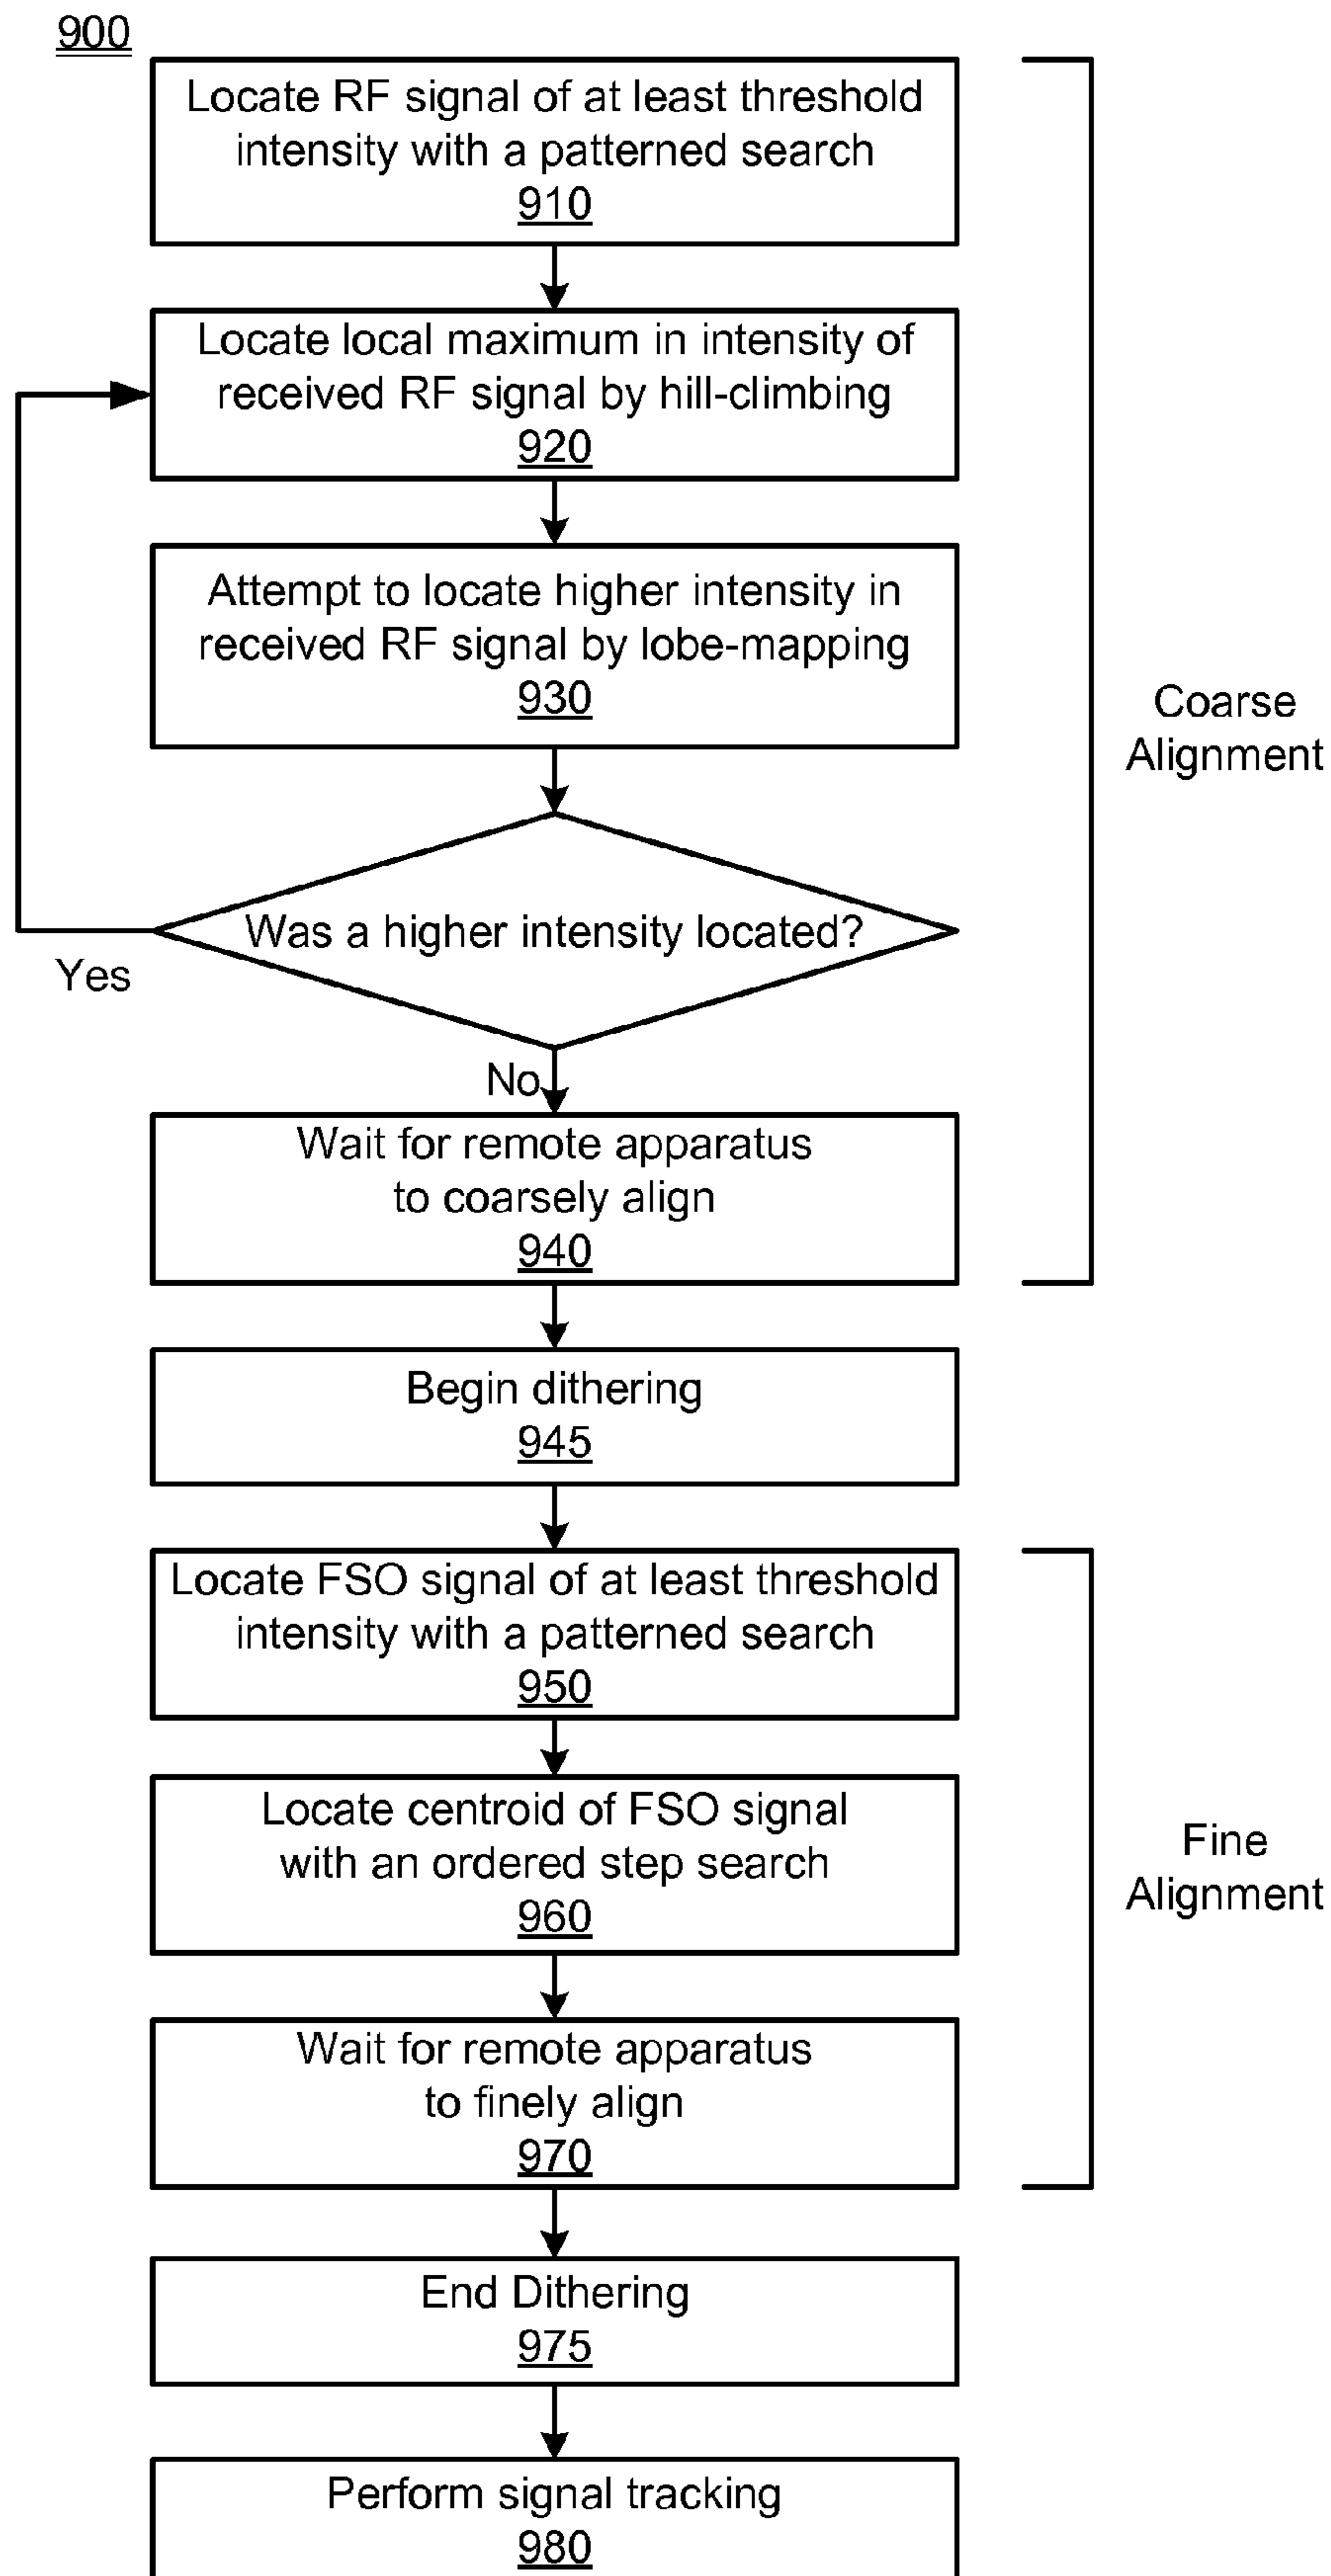 900
Locate RF signal of at least threshold
intensity with a patterned search
910
Locate local maximum in intensity of
received RF signal by hill-climbing
920
Attempt to locate higher intensity in
received RF signal by lobe-mapping
930
Coarse
Alignment
Was a higher intensity located?
Yes
No
Wait for remote apparatus
to coarsely align
940
Begin dithering
945
Locate FSO signal of at least threshold
intensity with a patterned search
950
Locate centroid of FSO signal
with an ordered step search
960
Fine
Alignment
Wait for remote apparatus
to finely align
970
End Dithering
975
Perform signal tracking
980